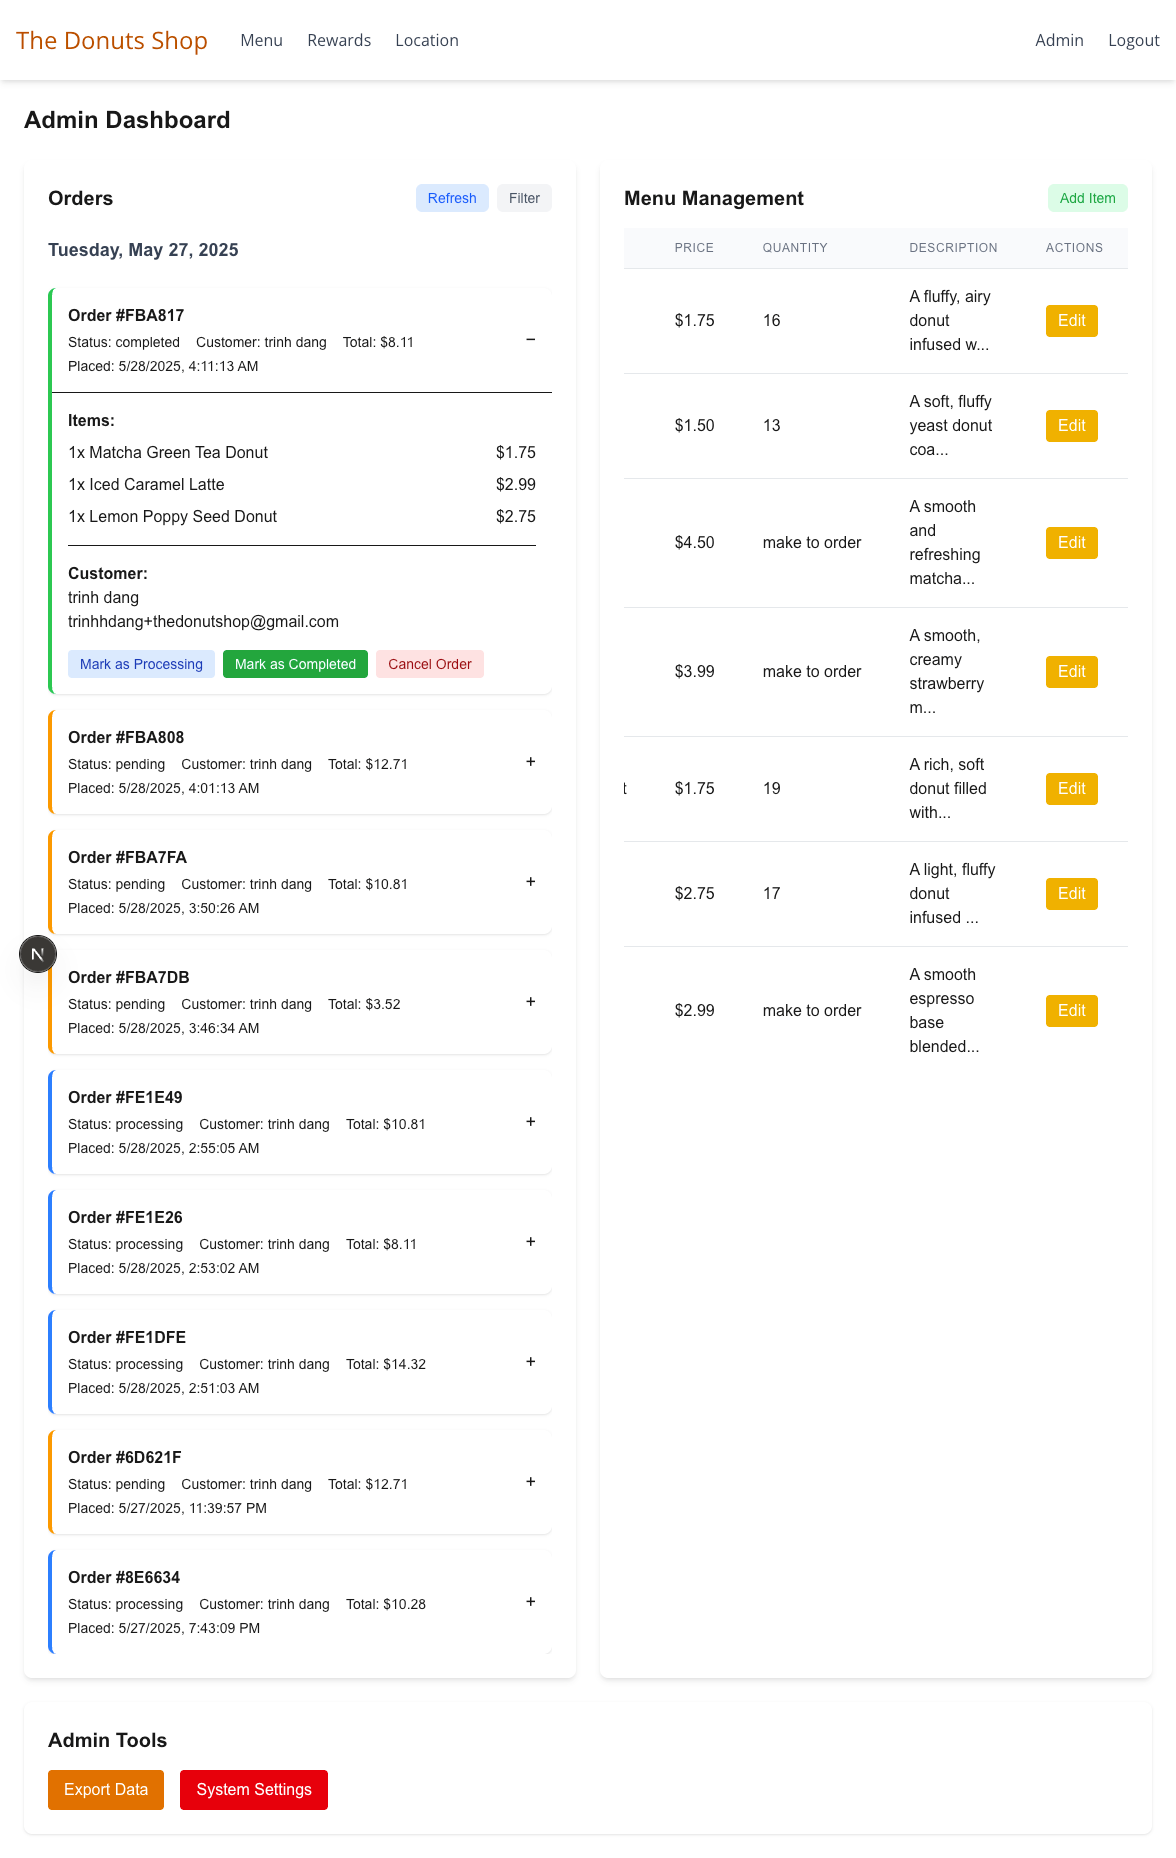 The Donuts Shop Menu Rewards Location Admin Logout
Admin Dashboard
Orders Refresh Filter
Tuesday, May 27, 2025
Order #FBA817
Status: completed Customer: trinh dang Total: $8.11
−
Placed: 5/28/2025, 4:11:13 AM
Items:
1x Matcha Green Tea Donut $1.75
1x Iced Caramel Latte $2.99
1x Lemon Poppy Seed Donut $2.75
Customer:
trinh dang
trinhhdang+thedonutshop@gmail.com
Mark as Processing Mark as Completed Cancel Order
Order #FBA808
Status: pending Customer: trinh dang Total: $12.71
+
Placed: 5/28/2025, 4:01:13 AM
Order #FBA7FA
Status: pending Customer: trinh dang Total: $10.81
+
Placed: 5/28/2025, 3:50:26 AM
N
Order #FBA7DB
Status: pending Customer: trinh dang Total: $3.52
+
Placed: 5/28/2025, 3:46:34 AM
Order #FE1E49
Status: processing Customer: trinh dang Total: $10.81
+
Placed: 5/28/2025, 2:55:05 AM
Order #FE1E26
Status: processing Customer: trinh dang Total: $8.11
+
Placed: 5/28/2025, 2:53:02 AM
Order #FE1DFE
Status: processing Customer: trinh dang Total: $14.32
+
Placed: 5/28/2025, 2:51:03 AM
Order #6D621F
Status: pending Customer: trinh dang Total: $12.71
+
Placed: 5/27/2025, 11:39:57 PM
Order #8E6634
Status: processing Customer: trinh dang Total: $10.28
+
Placed: 5/27/2025, 7:43:09 PM
Menu Management Add Item
PRICE QUANTITY DESCRIPTION ACTIONS
$1.75 16 A fluffy, airy
donut
infused w...
Edit
$1.50 13 A soft, fluffy
yeast donut
coa...
Edit
$4.50 make to order A smooth
and
refreshing
matcha...
Edit
$3.99 make to order A smooth,
creamy
strawberry
m...
Edit
t $1.75 19 A rich, soft
donut filled
with...
Edit
$2.75 17 A light, fluffy
donut
infused ...
Edit
$2.99 make to order A smooth
espresso
base
blended...
Edit
Admin Tools
Export Data System Settings